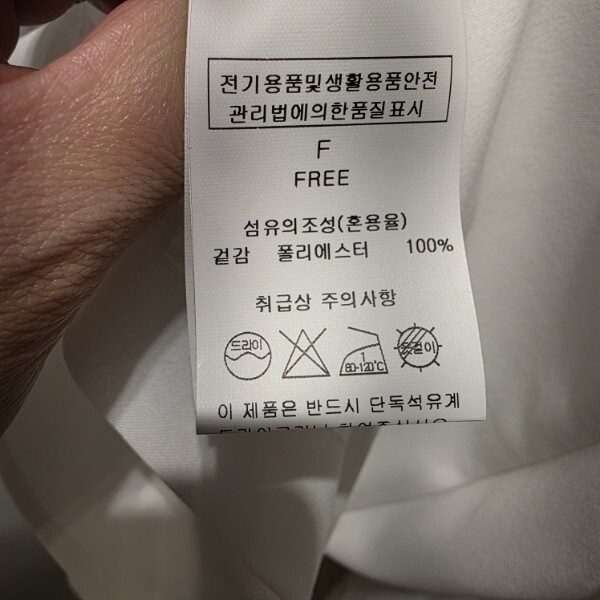 전기용품및생활용품안전
관리법에의한품질표시
F
FREE
섬유의조성(혼용율)
겉감 폴리에스터 100%
취급상 주의사항
드라이
1
80-120℃
옷걸이
이 제품은 반드시 단독석유계